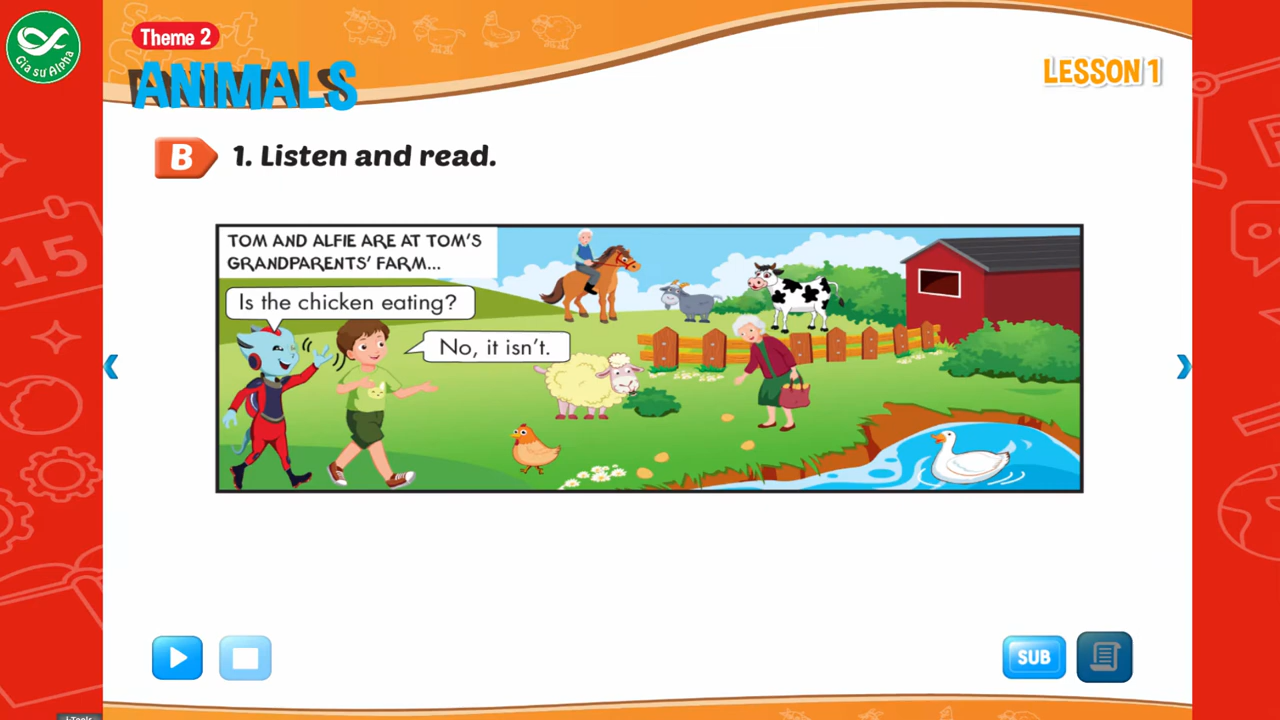 Gia sư Alpha
Theme 2
ANIMALS
LESSON 1
B
1. Listen and read.
TOM AND ALFIE ARE AT TOM'S
GRANDPARENTS' FARM...
Is the chicken eating?
No, it isn't.
15
SUB